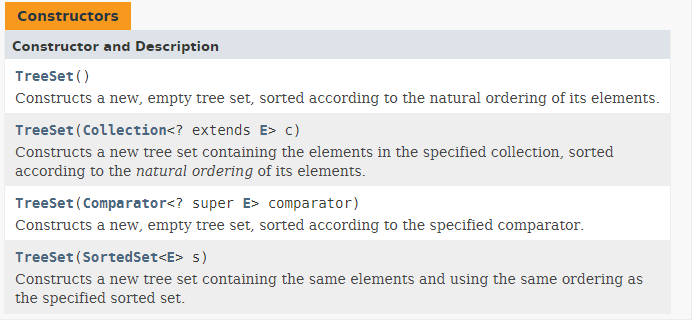 Constructors
Constructor and Description
TreeSet()
Constructs a new, empty tree set, sorted according to the natural ordering of its elements.
TreeSet(Collection<? extends E> c)
Constructs a new tree set containing the elements in the specified collection, sorted
according to the natural ordering of its elements.
TreeSet(Comparator<? super E> comparator)
Constructs a new, empty tree set, sorted according to the specified comparator.
TreeSet(SortedSet<E> s)
Constructs a new tree set containing the same elements and using the same ordering as
the specified sorted set.